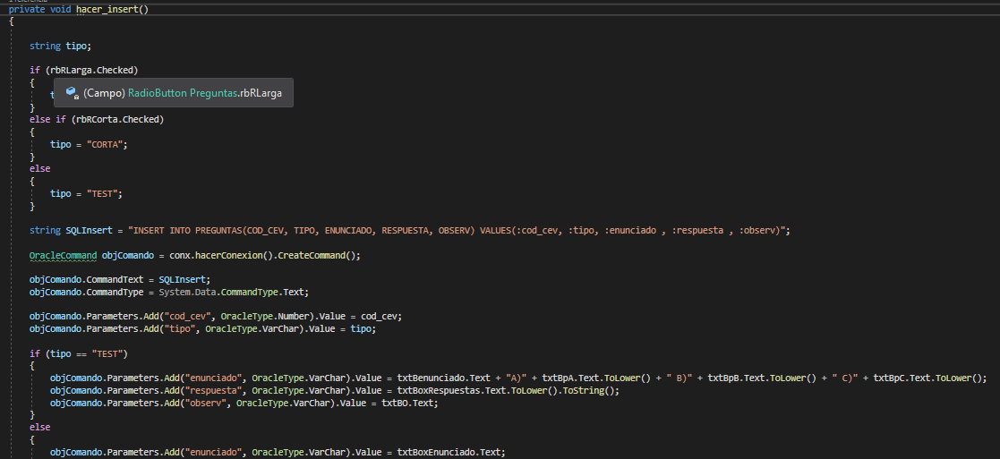 private void hacer_insert()
{
string tipo;
if (rbRLarga.Checked)
{
(Campo) RadioButton Preguntas.rbRLarga
}
else if (rbRCorta.Checked)
{
tipo = "CORTA";
}
else
{
tipo = "TEST";
}
string SQLInsert = "INSERT INTO PREGUNTAS(COD_CEV, TIPO, ENUNCIADO, RESPUESTA, OBSERV) VALUES(:cod_cev, :tipo, :enunciado , :respuesta , :observ)";
OracleCommand objComando = conx.hacerConexion().CreateCommand();
objComando.CommandText = SQLInsert;
objComando.CommandType = System.Data.CommandType.Text;
objComando.Parameters.Add("cod_cev", OracleType.Number).Value = cod_cev;
objComando.Parameters.Add("tipo", OracleType.VarChar).Value = tipo;
if (tipo == "TEST")
{
objComando.Parameters.Add("enunciado", OracleType.VarChar).Value = txtBenunciado.Text + "A)" + txtBpA.Text.ToLower() + " B)" + txtBpB.Text.ToLower() + " C)" + txtBpC.Text.ToLower();
objComando.Parameters.Add("respuesta", OracleType.VarChar).Value = txtBoxRespuestas.Text.ToLower().ToString();
objComando.Parameters.Add("observ", OracleType.VarChar).Value = txtBO.Text;
}
else
{
objComando.Parameters.Add("enunciado", OracleType.VarChar).Value = txtBoxEnunciado.Text;